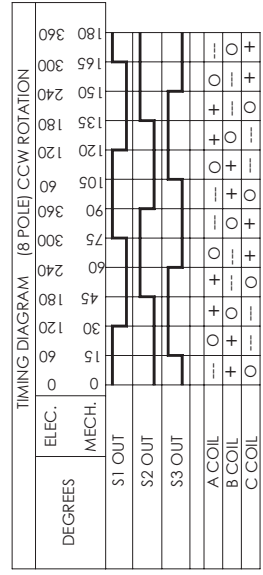 TIMING DIAGRAM (8 POLE) CCW ROTATION
DEGREES
ELEC. 0 60 120 180 240 300 360 60 120 180 240 300 360
MECH. 0 15 30 45 60 75 90 105 120 135 150 165 180
S1 OUT
S2 OUT
S3 OUT
A COIL --- O + + O --- O + + O ---
B COIL + + O --- O + + O --- O
C COIL O --- O + + O --- O + +